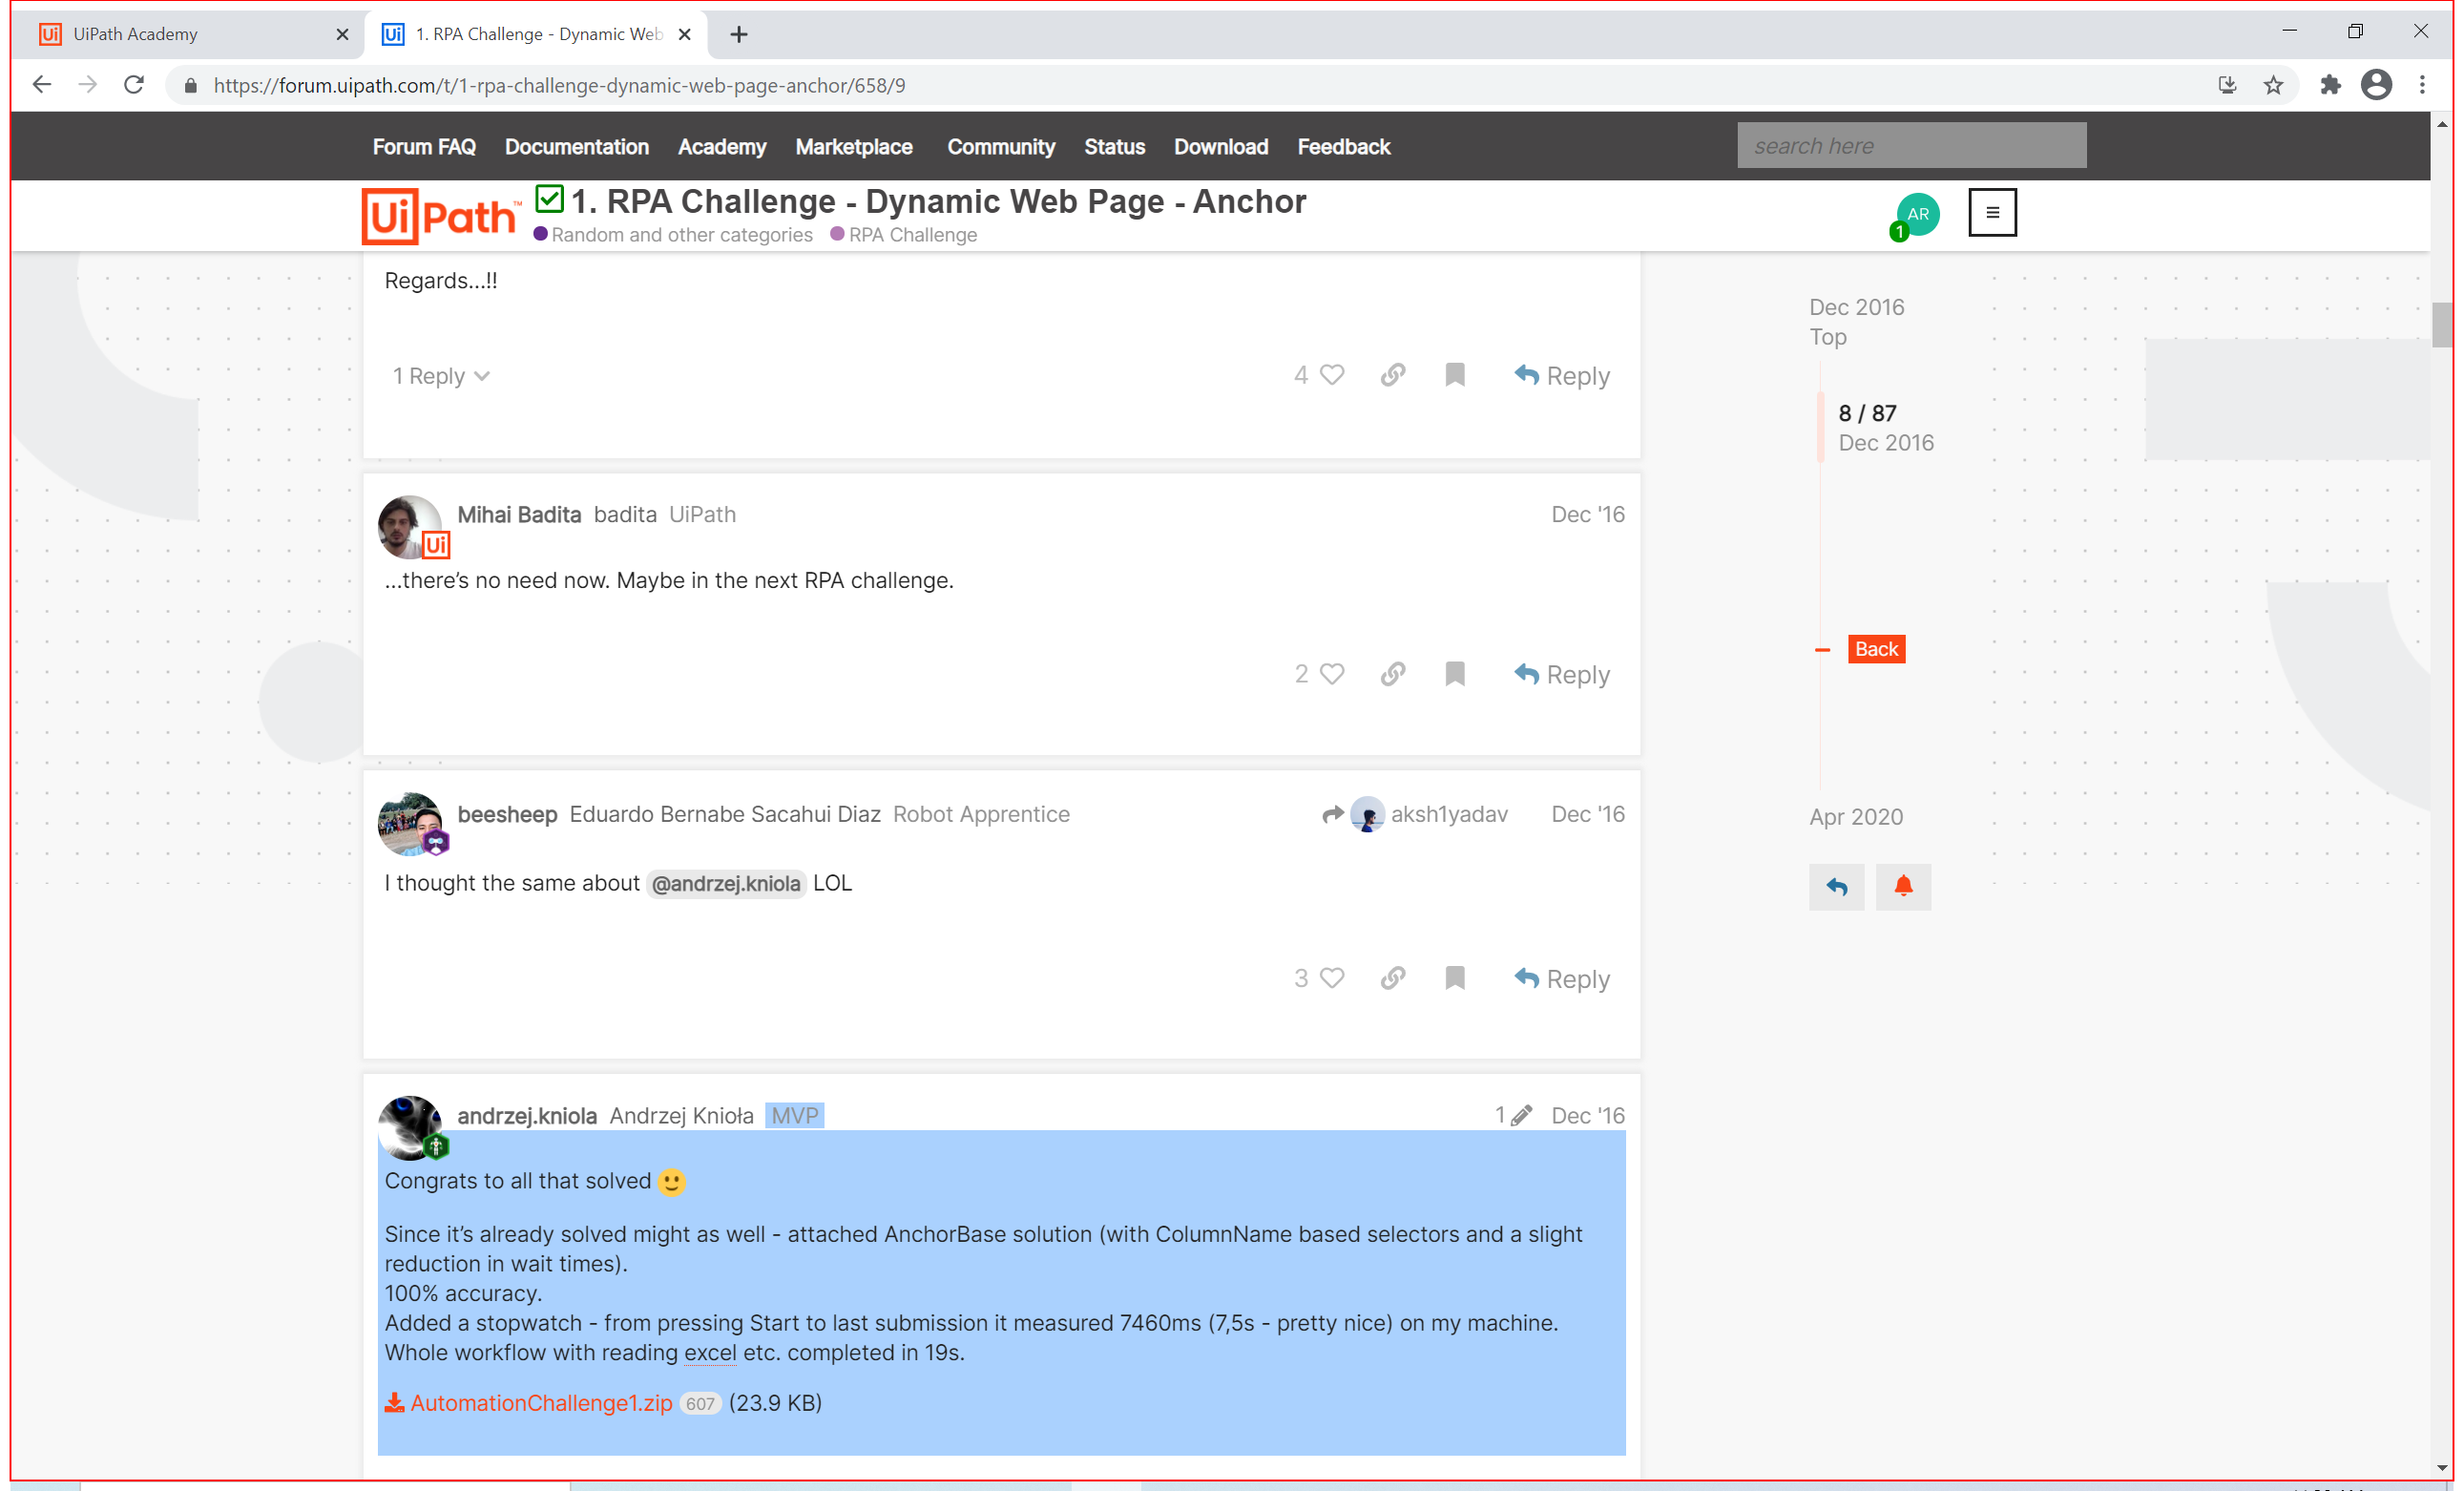 UiPath Academy
1. RPA Challenge - Dynamic Web
https://forum.uipath.com/t/1-rpa-challenge-dynamic-web-page-anchor/658/9
Forum FAQ Documentation Academy Marketplace Community Status Download Feedback
search here
UiPath™
1. RPA Challenge - Dynamic Web Page - Anchor
Random and other categories RPA Challenge
AR
1
Regards...!!
1 Reply 4 Reply
Dec 2016
Top
8 / 87
Dec 2016
Back
Apr 2020
Mihai Badita badita UiPath Dec '16
Ui
...there's no need now. Maybe in the next RPA challenge.
2 Reply
beesheep Eduardo Bernabe Sacahui Diaz Robot Apprentice aksh1yadav Dec '16
I thought the same about @andrzej.kniola LOL
3 Reply
andrzej.kniola Andrzej Knioła MVP 1 Dec '16
Congrats to all that solved 🙂
Since it's already solved might as well - attached AnchorBase solution (with ColumnName based selectors and a slight
reduction in wait times).
100% accuracy.
Added a stopwatch - from pressing Start to last submission it measured 7460ms (7,5s - pretty nice) on my machine.
Whole workflow with reading excel etc. completed in 19s.
AutomationChallenge1.zip 607 (23.9 KB)